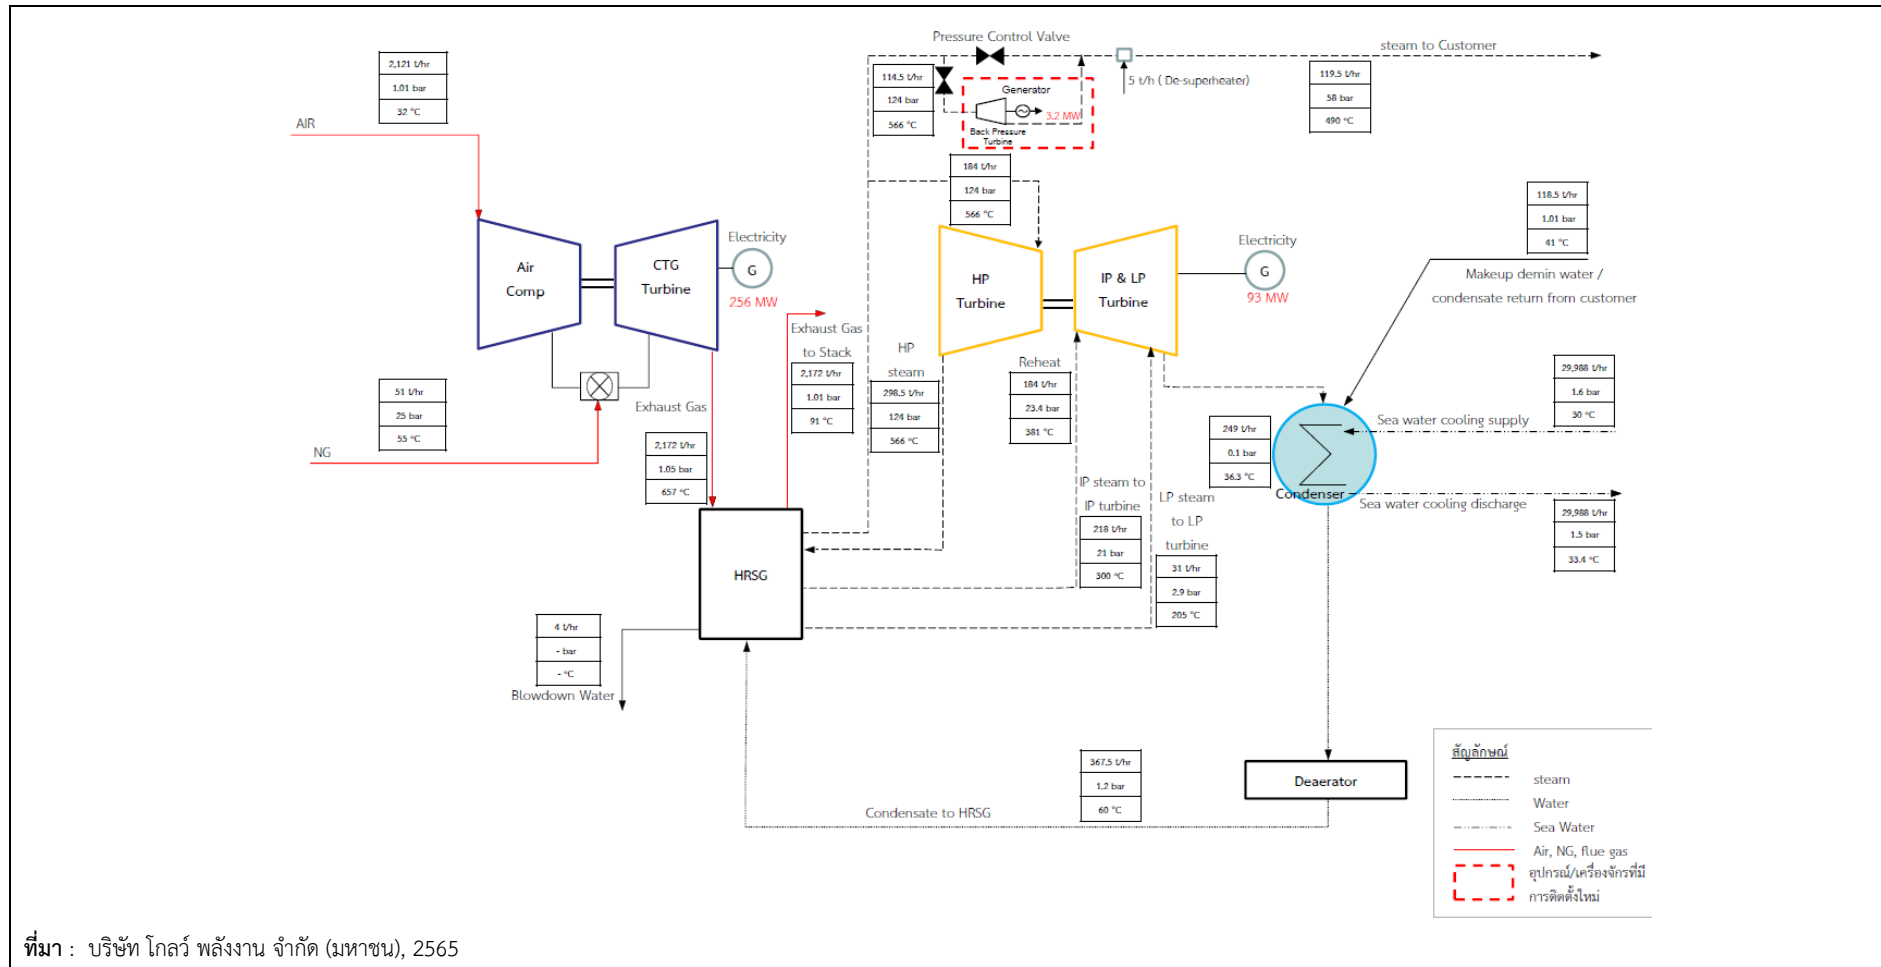 Pressure Control Valve
steam to Customer
2,121 t/hr
1.01 bar
32 °C
114.5 t/hr
124 bar
566 °C
Generator
3.2 MW
Back Pressure
Turbine
5 t/h ( De-superheater)
119.5 t/hr
58 bar
490 °C
AIR
184 t/hr
124 bar
566 °C
118.5 t/hr
1.01 bar
41 °C
Makeup demin water /
condensate return from customer
Air
Comp
CTG
Turbine
Electricity
G
256 MW
HP
Turbine
IP & LP
Turbine
Electricity
G
93 MW
Exhaust Gas
to Stack
2,172 t/hr
1.01 bar
91 °C
HP
steam
298.5 t/hr
124 bar
566 °C
Reheat
184 t/hr
23.4 bar
381 °C
29,988 t/hr
1.6 bar
30 °C
51 t/hr
25 bar
55 °C
NG
Exhaust Gas
2,172 t/hr
1.05 bar
657 °C
249 t/hr
0.1 bar
36.3 °C
Sea water cooling supply
Condenser
Sea water cooling discharge
29,988 t/hr
1.5 bar
33.4 °C
IP steam to
IP turbine
218 t/hr
21 bar
300 °C
LP steam
to LP
turbine
31 t/hr
2.9 bar
205 °C
HRSG
4 t/hr
- bar
- °C
Blowdown Water
367.5 t/hr
1.2 bar
60 °C
Condensate to HRSG
Deaerator
สัญลักษณ์
steam
Water
Sea Water
Air, NG, flue gas
อุปกรณ์/เครื่องจักรที่มี
การติดตั้งใหม่
ที่มา : บริษัท โกลว์ พลังงาน จำกัด (มหาชน), 2565